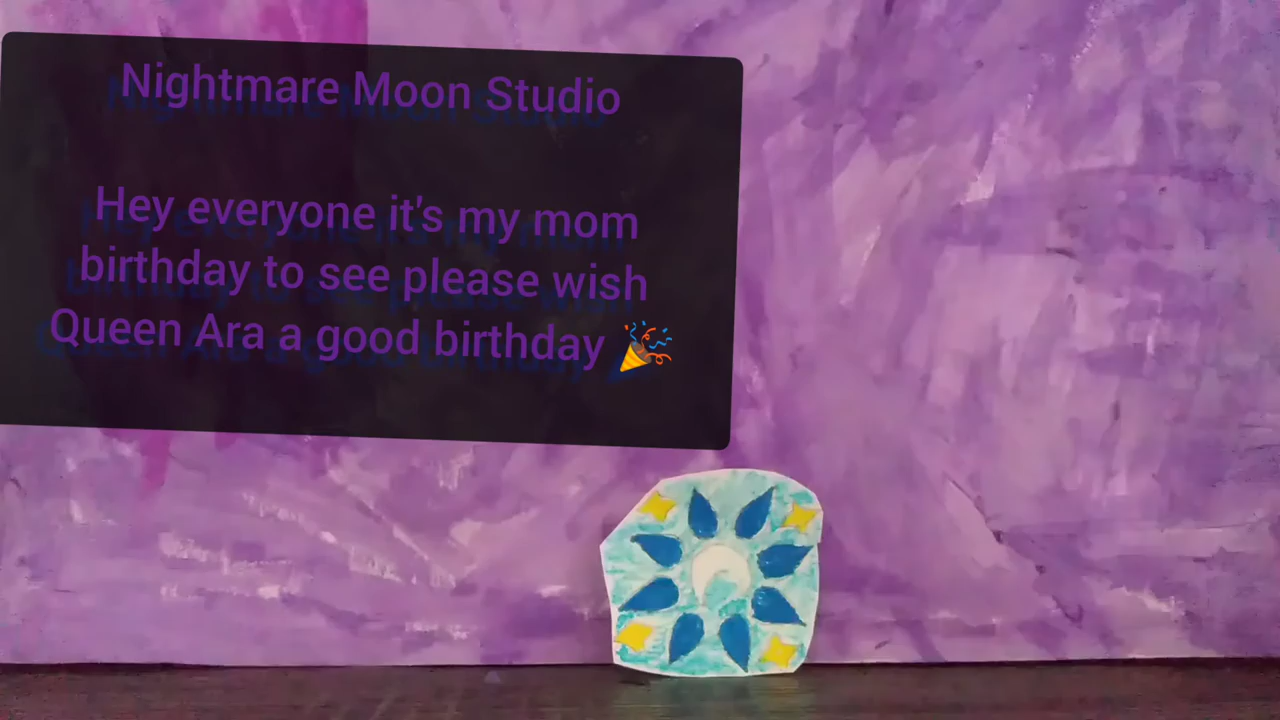 Nightmare Moon Studio
Hey everyone it's my mom
birthday to see please wish
Queen Ara a good birthday 🎉